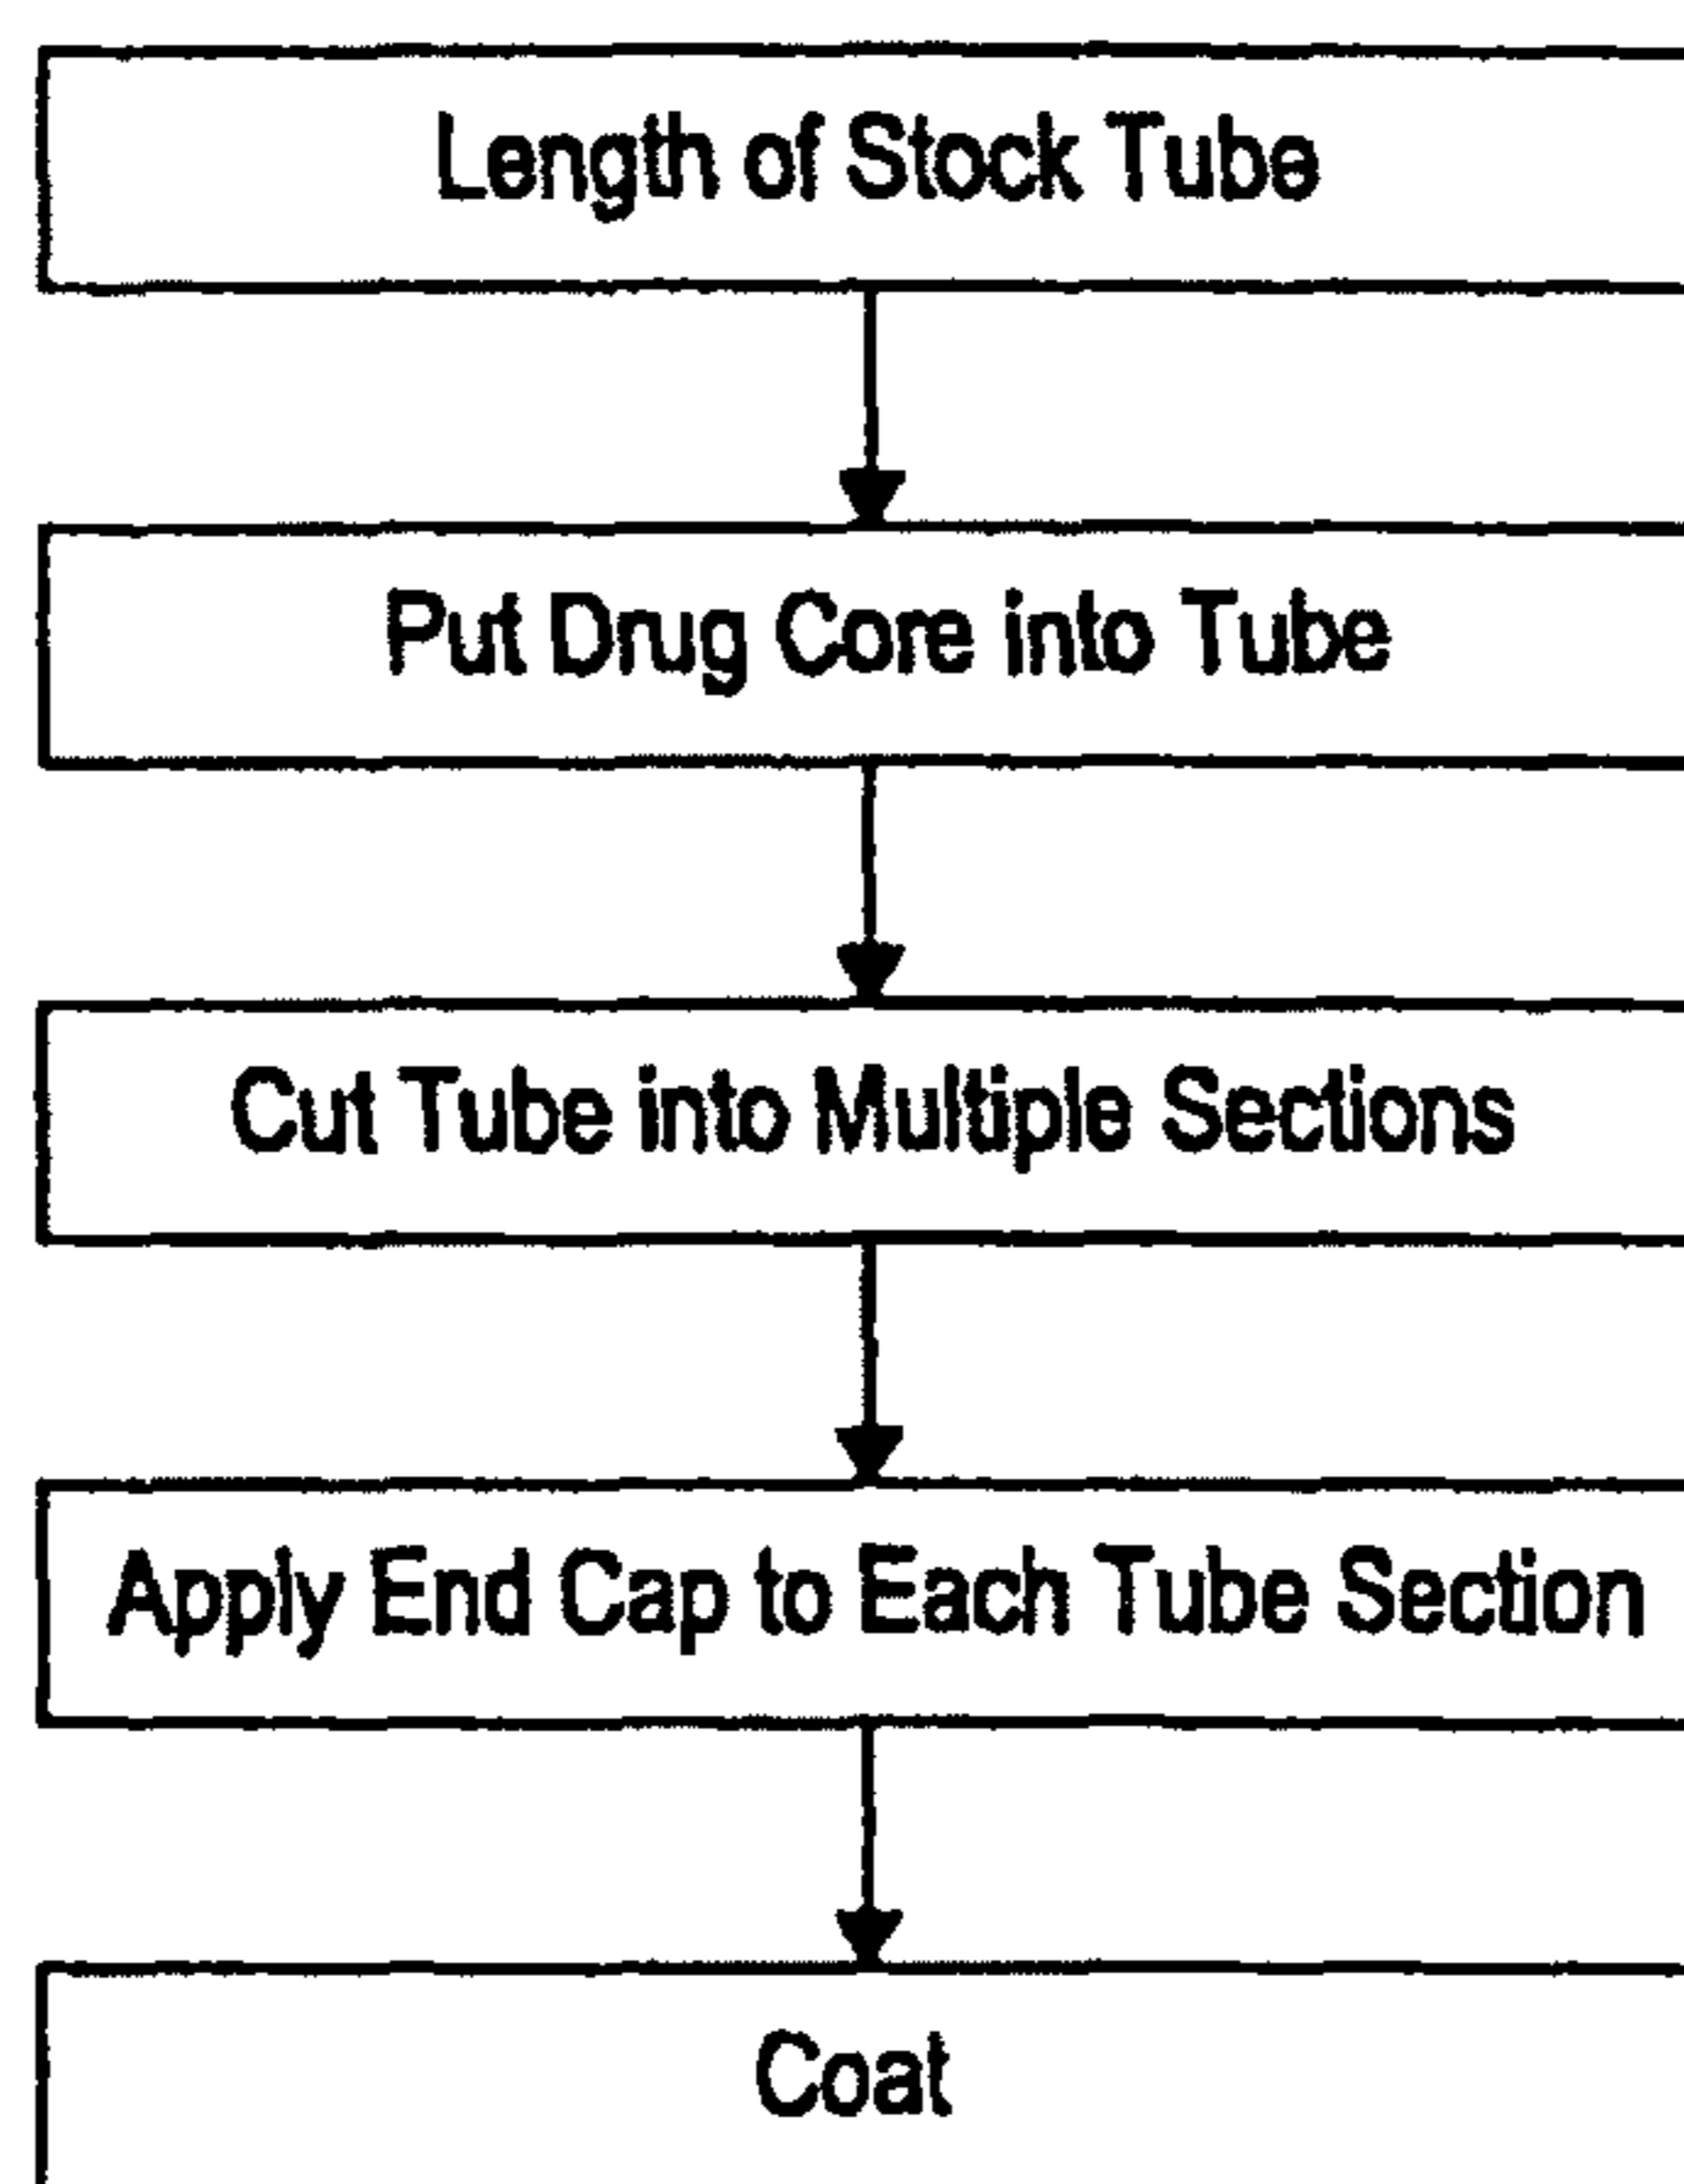 Length of Stock Tube
Put Drug Core into Tube
Cut Tube into Multiple Sections
Apply End Cap to Each Tube Section
Coat